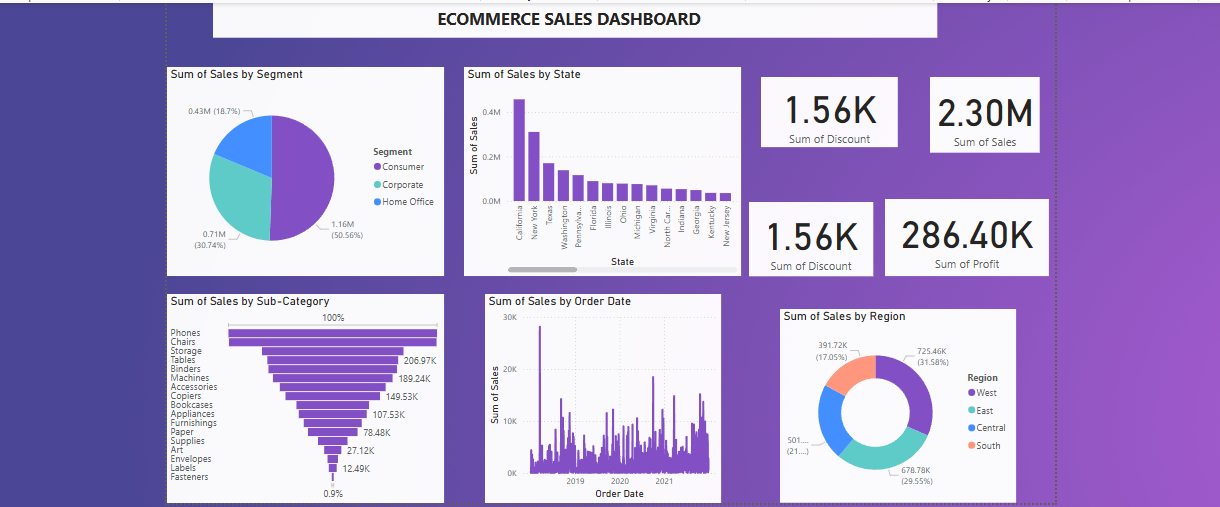 ECOMMERCE SALES DASHBOARD
Sum of Sales by Segment
0.43M (18.7%)
0.71M
(30.74%)
1.16M
(50.56%)
Segment
Consumer
Corporate
Home Office
Sum of Sales by State
Sum of Sales
0.4M
0.2M
0.0M
California
New York
Texas
Washington
Pennsylva...
Florida
Illinois
Ohio
Michigan
Virginia
North Car...
Indiana
Georgia
Kentucky
New Jersey
State
1.56K
Sum of Discount
2.30M
Sum of Sales
1.56K
Sum of Discount
286.40K
Sum of Profit
Sum of Sales by Sub-Category
100%
Phones
Chairs
Storage
Tables
206.97K
Binders
Machines
189.24K
Accessories
Copiers
149.53K
Bookcases
Appliances
107.53K
Furnishings
Paper
78.48K
Supplies
Art
27.12K
Envelopes
Labels
12.49K
Fasteners
0.9%
Sum of Sales by Order Date
Sum of Sales
30K
20K
10K
0K
2019
2020
2021
Order Date
Sum of Sales by Region
391.72K
(17.05%)
725.46K
(31.58%)
501....
(21....)
678.78K
(29.55%)
Region
West
East
Central
South